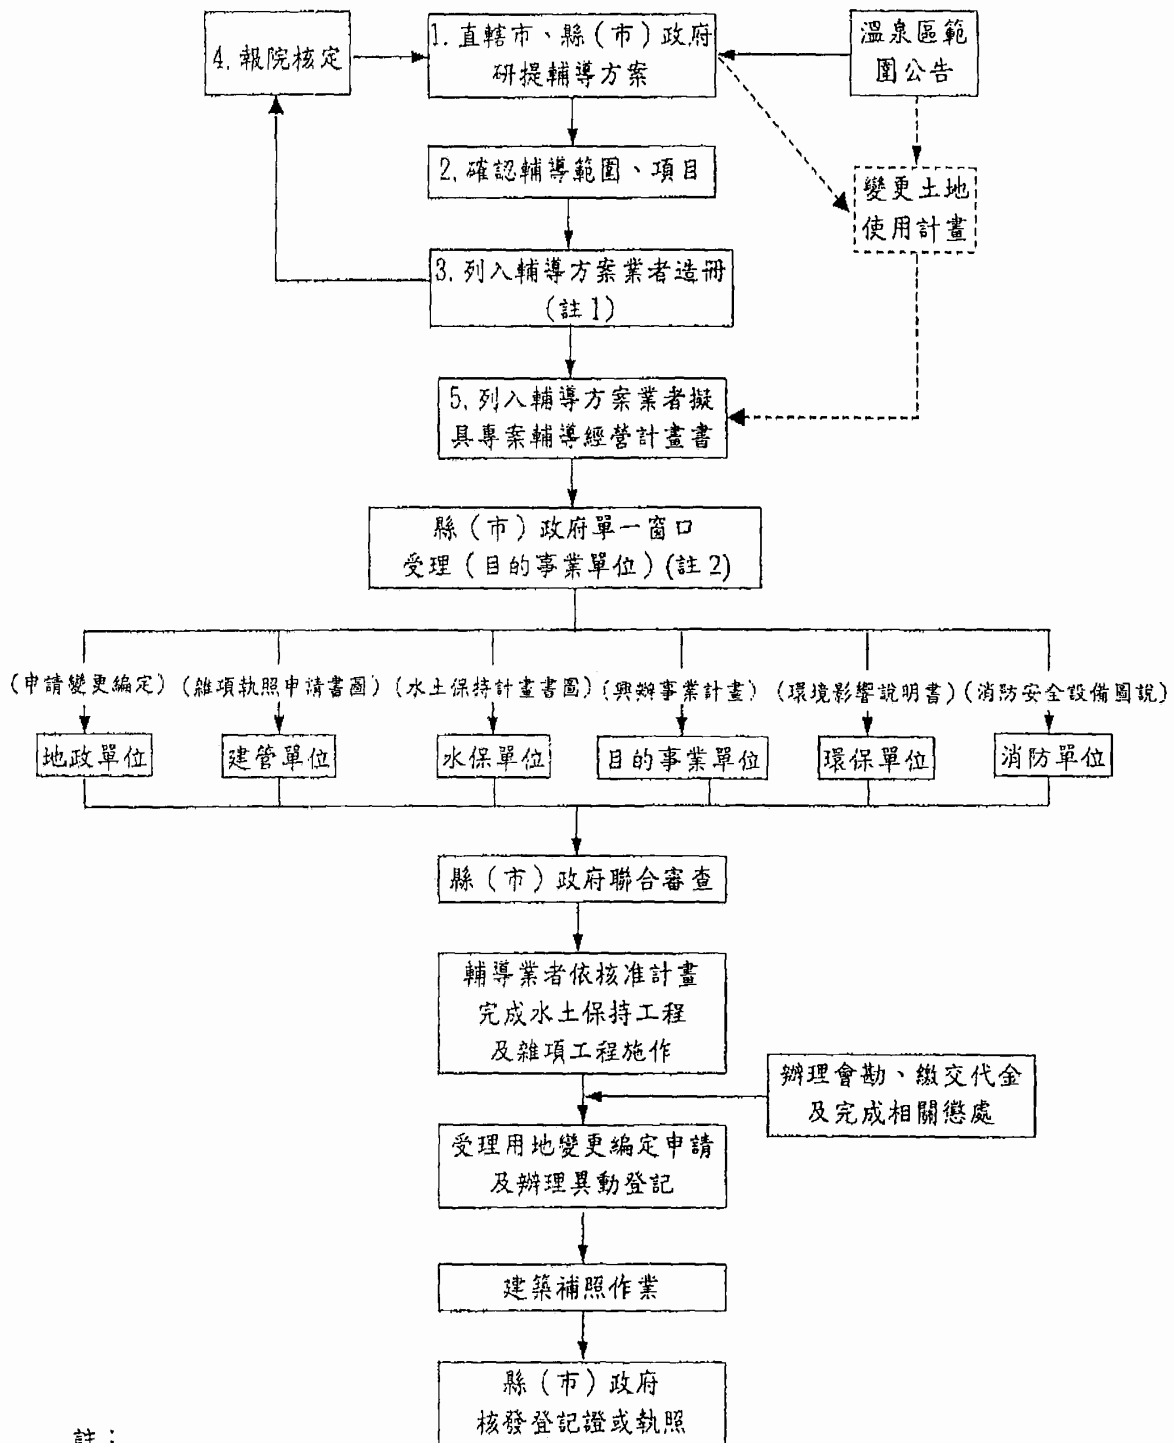 4. 報院核定
1. 直轄市、縣(市)政府
研提輔導方案
溫泉區範
圍公告
2. 確認輔導範圍、項目
變更土地
使用計畫
3. 列入輔導方案業者造冊
(註1)
5. 列入輔導方案業者擬
具專案輔導經營計畫書
縣(市)政府單一窗口
受理(目的事業單位)(註2)
(申請變更編定)
(雜項執照申請書圖)
(水土保持計畫書圖)
(興辦事業計畫)
(環境影響說明書)
(消防安全設備圖說)
地政單位
建管單位
水保單位
目的事業單位
環保單位
消防單位
縣(市)政府聯合審查
輔導業者依核准計畫
完成水土保持工程
及雜項工程施作
辦理會勘、繳交代金
及完成相關懲處
受理用地變更編定申請
及辦理異動登記
建築補照作業
縣(市)政府
核發登記證或執照
註: